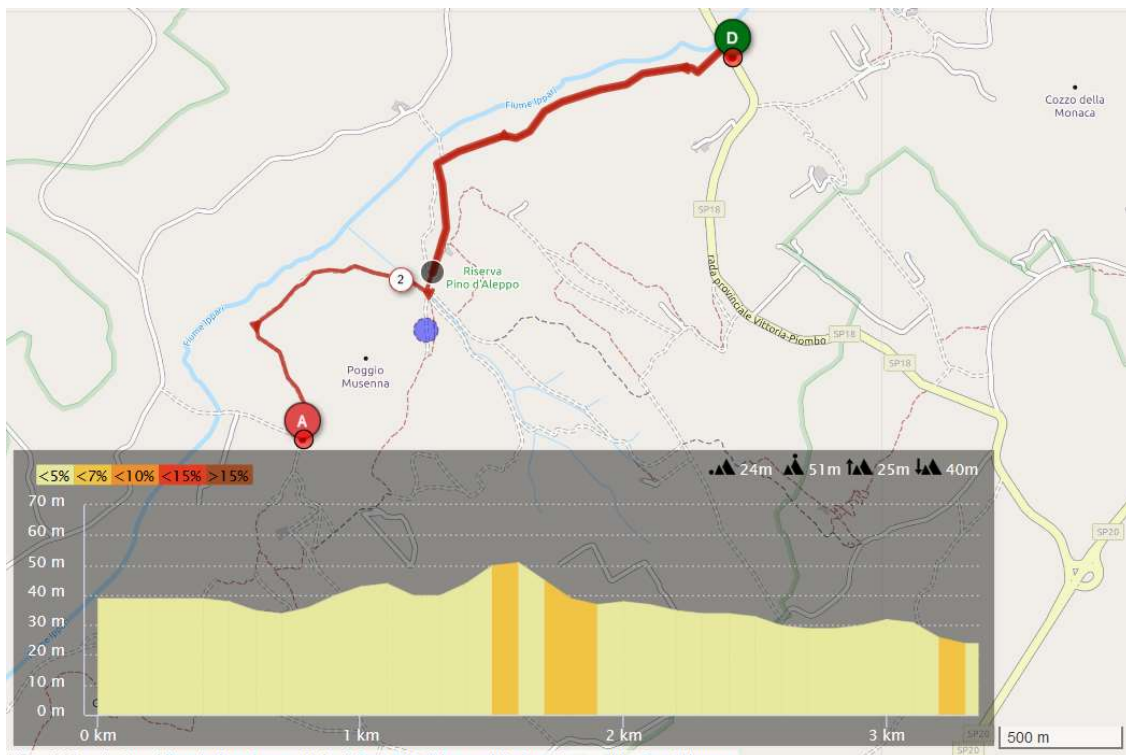 D
Cozzo della
Monaca
Fiume Ippari
SP18
2
Riserva
Pino d'Aleppo
rada provinciale Vittoria-Piombo
SP18
Fiume Ippari
SP18
Poggio
Musenna
A
<5% <7% <10% <15% >15%
24m 51m 25m 40m
70 m
60 m
50 m
40 m
30 m
20 m
10 m
0 m
0 km 1 km 2 km 3 km
SP20
SP20
SP20
500 m